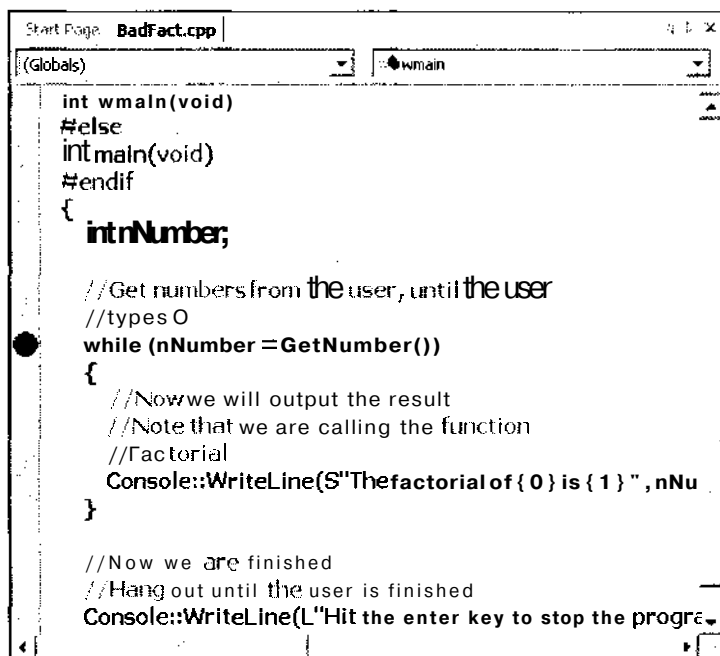 Start Page BadFact.cpp
(Globals) wmain
int wmain(void)
#else
int main(void)
#endif
{
int nNumber;
//Get numbers from the user, until the user
//types O
while (nNumber = GetNumber())
{
//Now we will output the result
//Note that we are calling the function
//Factorial
Console::WriteLine(S"The factorial of {0} is {1}", nNu
}
//Now we are finished
//Hang out until the user is finished
Console::WriteLine(L"Hit the enter key to stop the progra